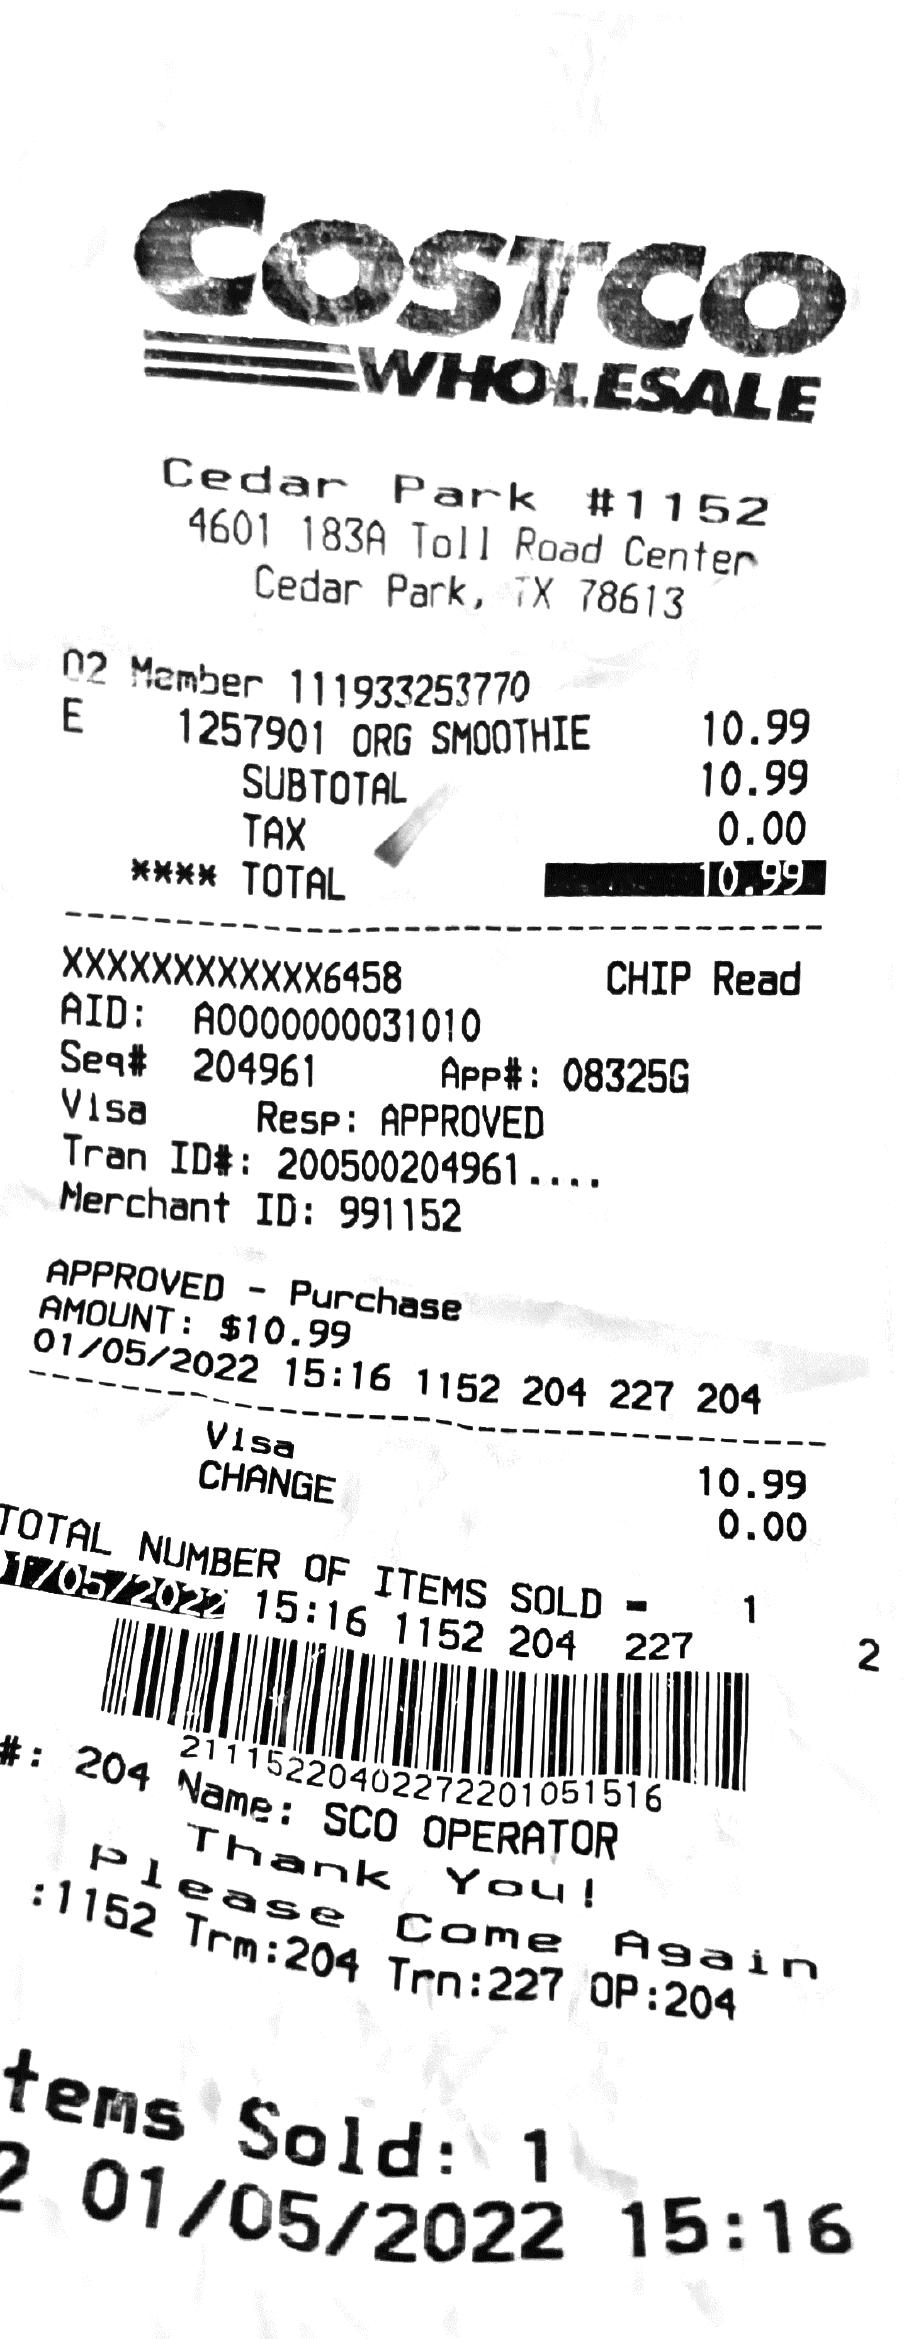 COSTCO
WHOLESALE
Cedar Park #1152
4601 183A Toll Road Center
Cedar Park, TX 78613
02 Member 111933253770
E 1257901 ORG SMOOTHIE 10.99
SUBTOTAL 10.99
TAX 0.00
**** TOTAL 10.99
XXXXXXXXXXXX6458 CHIP Read
AID: A0000000031010
Seq# 204961 App#: 08325G
Visa Resp: APPROVED
Tran ID#: 200500204961....
Merchant ID: 991152
APPROVED - Purchase
AMOUNT: $10.99
01/05/2022 15:16 1152 204 227 204
Visa 10.99
CHANGE 0.00
TOTAL NUMBER OF ITEMS SOLD = 1
1/05/2022 15:16 1152 204 227 2
21115220402272201051516
#: 204 Name: SCO OPERATOR
Thank You!
Please Come Again
:1152 Trm:204 Trn:227 OP:204
tems Sold: 1
2 01/05/2022 15:16